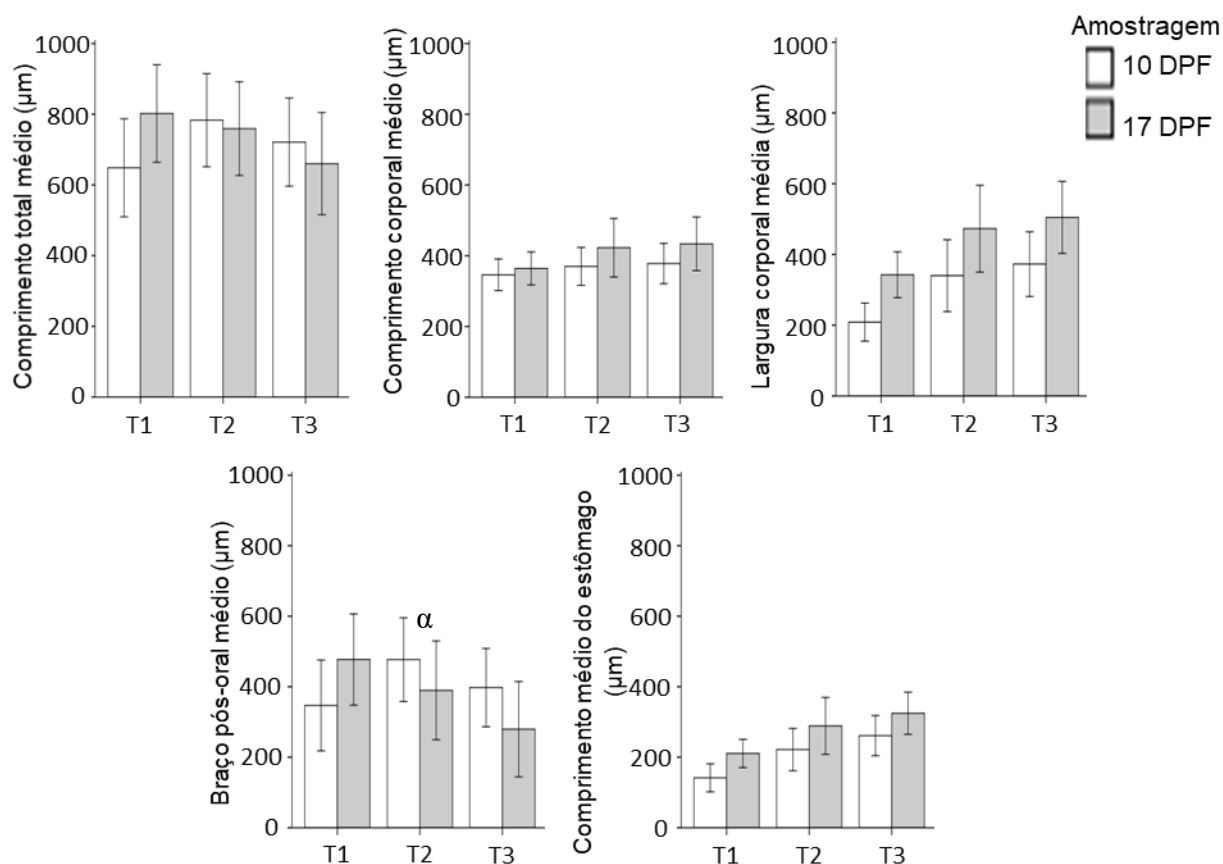 Amostragem
10 DPF
17 DPF
Comprimento total médio (µm)
1000
800
600
400
200
0
T1 T2 T3
Comprimento corporal médio (µm)
1000
800
600
400
200
0
T1 T2 T3
Largura corporal média (µm)
1000
800
600
400
200
0
T1 T2 T3
Braço pós-oral médio (µm)
1000
800
600
400
200
0
α
T1 T2 T3
Comprimento médio do estômago
(µm)
1000
800
600
400
200
0
T1 T2 T3